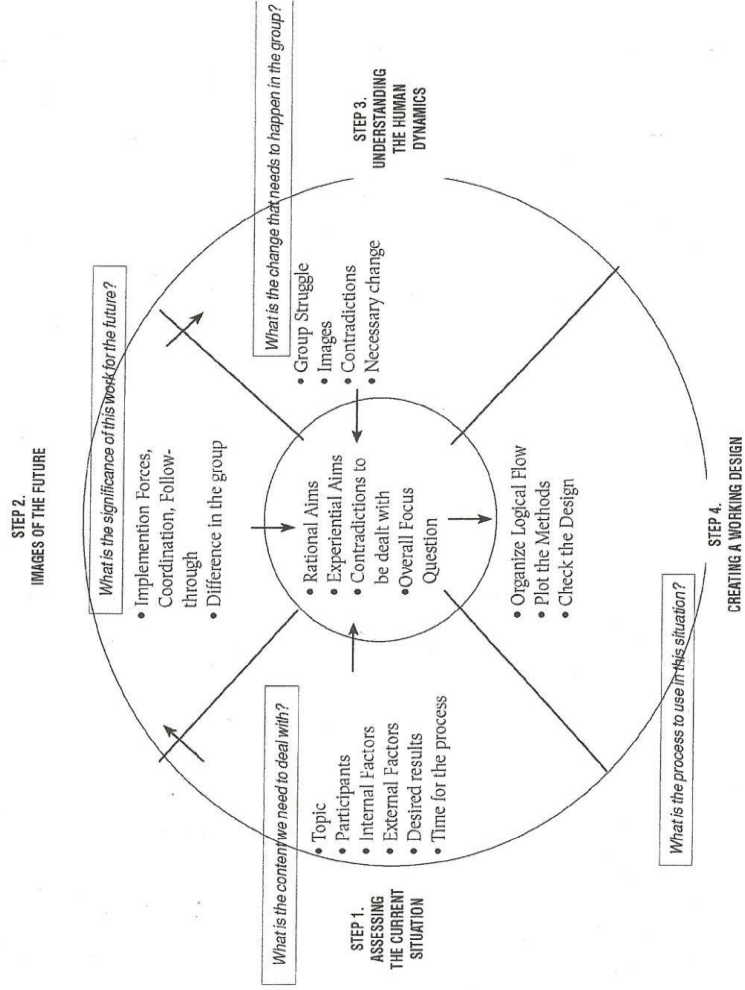 STEP 2.
IMAGES OF THE FUTURE
What is the significance of this work for the future?
• Implemention Forces,
Coordination, Follow-
through
• Difference in the group
What is the content we need to deal with?
• Topic
• Participants
• Internal Factors
• External Factors
• Desired results
• Time for the process
STEP 1.
ASSESSING
THE CURRENT
SITUATION
• Rational Aims
• Experiential Aims
• Contradictions to
be dealt with
•Overall Focus
Question
What is the change that needs to happen in the group?
• Group Struggle
• Images
• Contradictions
• Necessary change
STEP 3.
UNDERSTANDING
THE HUMAN
DYNAMICS
• Organize Logical Flow
• Plot the Methods
• Check the Design
What is the process to use in this situation?
STEP 4.
CREATING A WORKING DESIGN